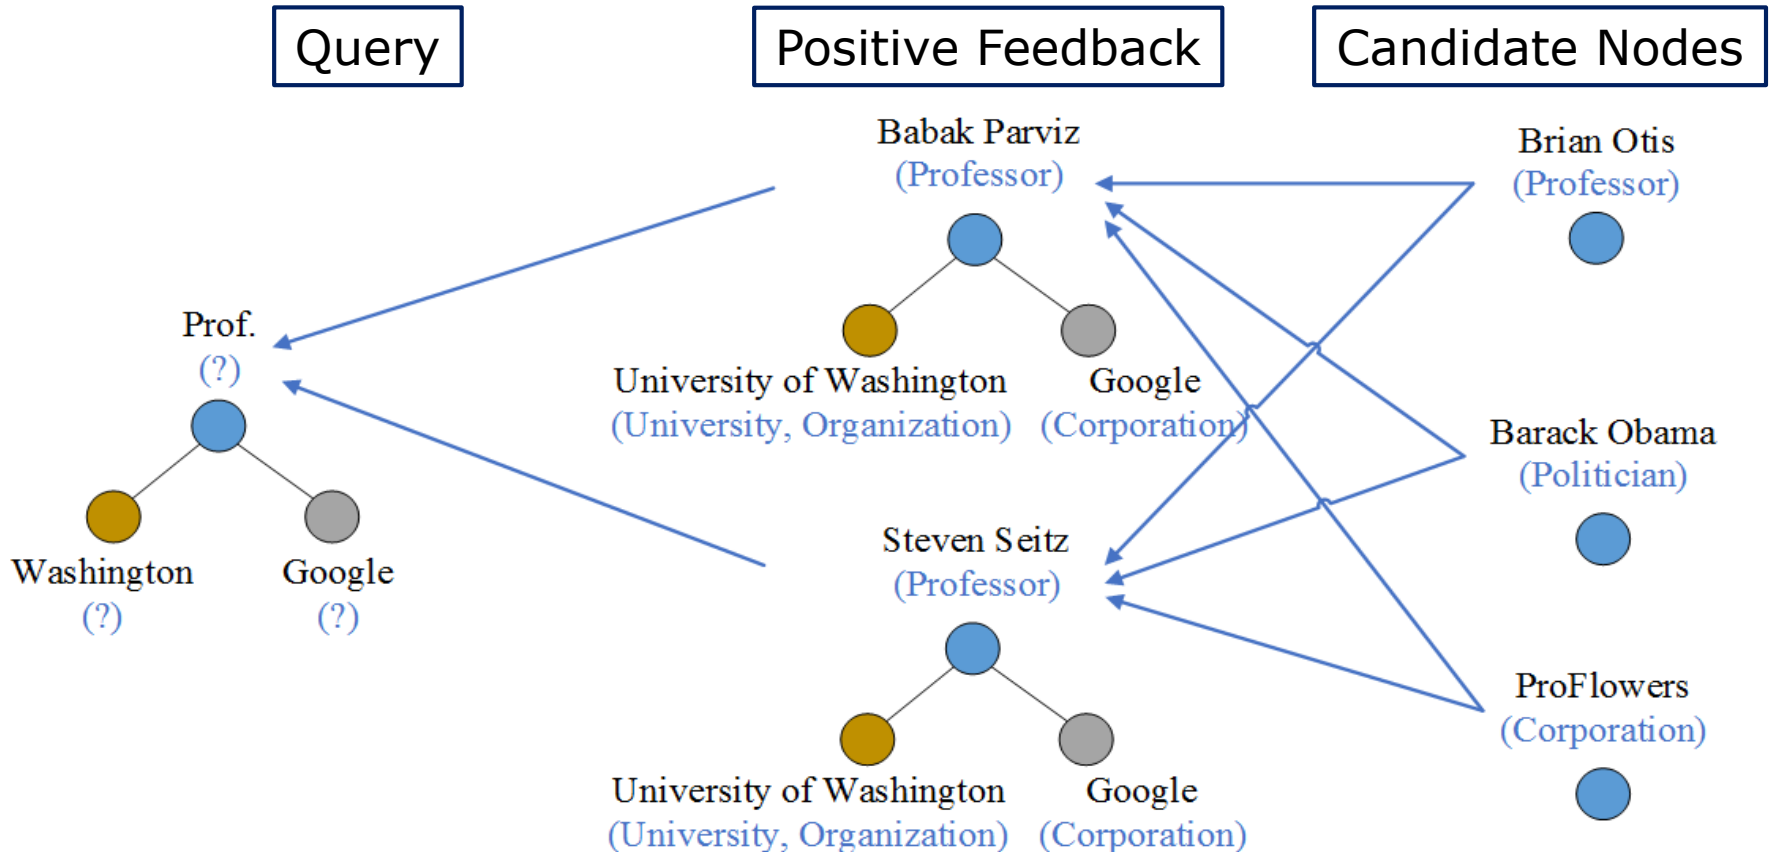 Query
Positive Feedback
Candidate Nodes
Prof.
(?)
Washington
(?)
Google
(?)
Babak Parviz
(Professor)
University of Washington
(University, Organization)
Google
(Corporation)
Steven Seitz
(Professor)
University of Washington
(University, Organization)
Google
(Corporation)
Brian Otis
(Professor)
Barack Obama
(Politician)
ProFlowers
(Corporation)